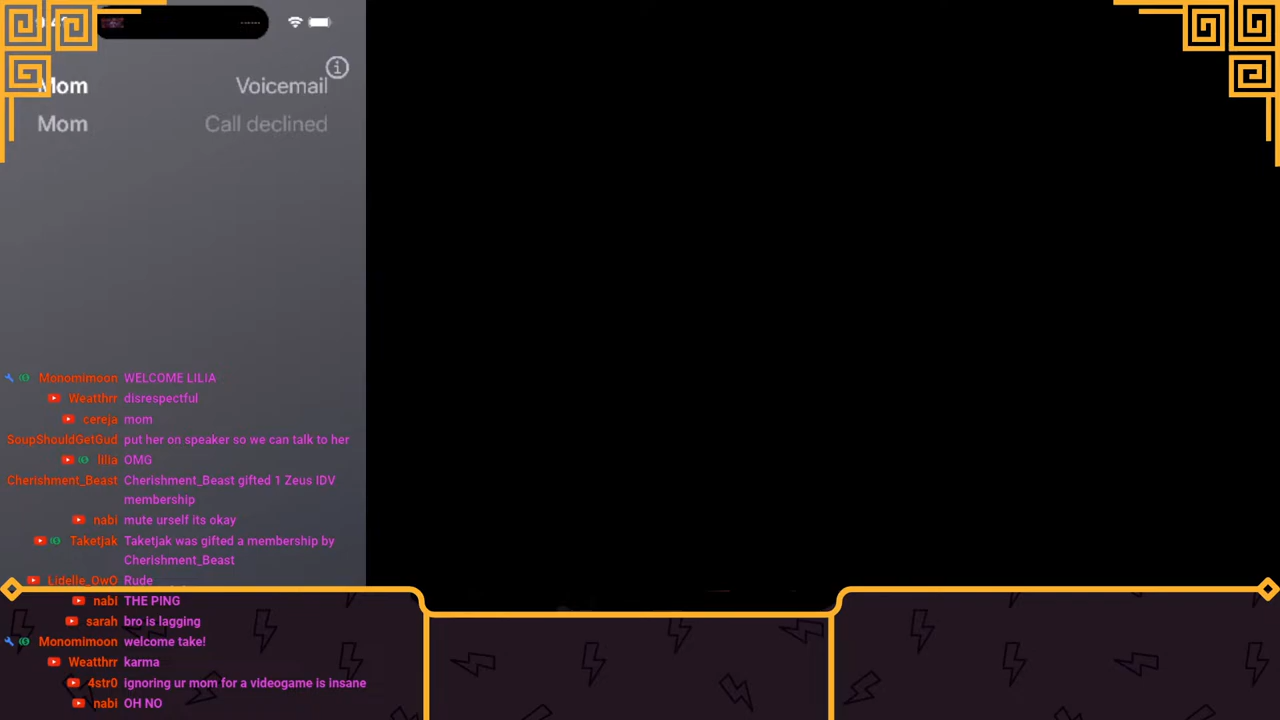 Mom Voicemail
Mom Call declined
Monomimoon WELCOME LILIA
Weatthrr disrespectful
cereja mom
SoupShouldGetGud put her on speaker so we can talk to her
lilia OMG
Cherishment_Beast Cherishment_Beast gifted 1 Zeus IDV
membership
nabi mute urself its okay
Taketjak Taketjak was gifted a membership by
Cherishment_Beast
Lidelle_OwO Rude
nabi THE PING
sarah bro is lagging
Monomimoon welcome take!
Weatthrr karma
4str0 ignoring ur mom for a videogame is insane
nabi OH NO